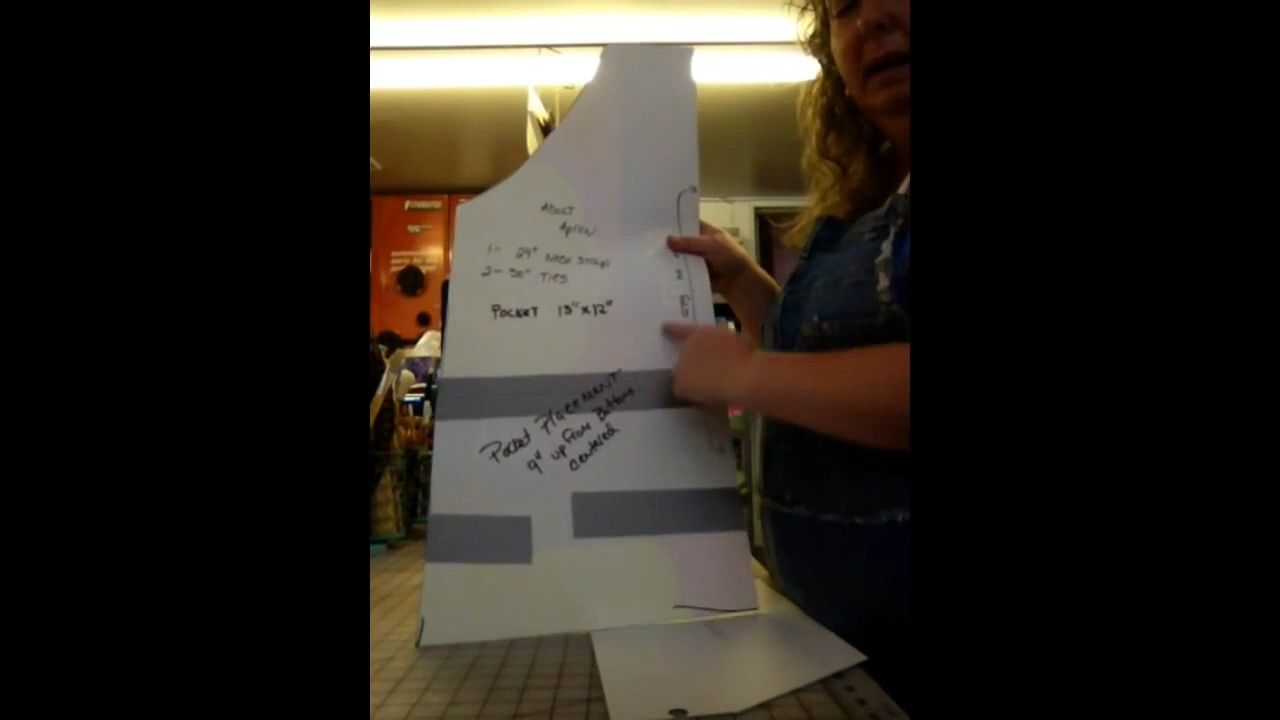 ADULT
Apron
1- 24" Neck Strap
2- 30" TIES
POCKET 13" x 12"
Pocket Placement
9" up from Bottom
centered